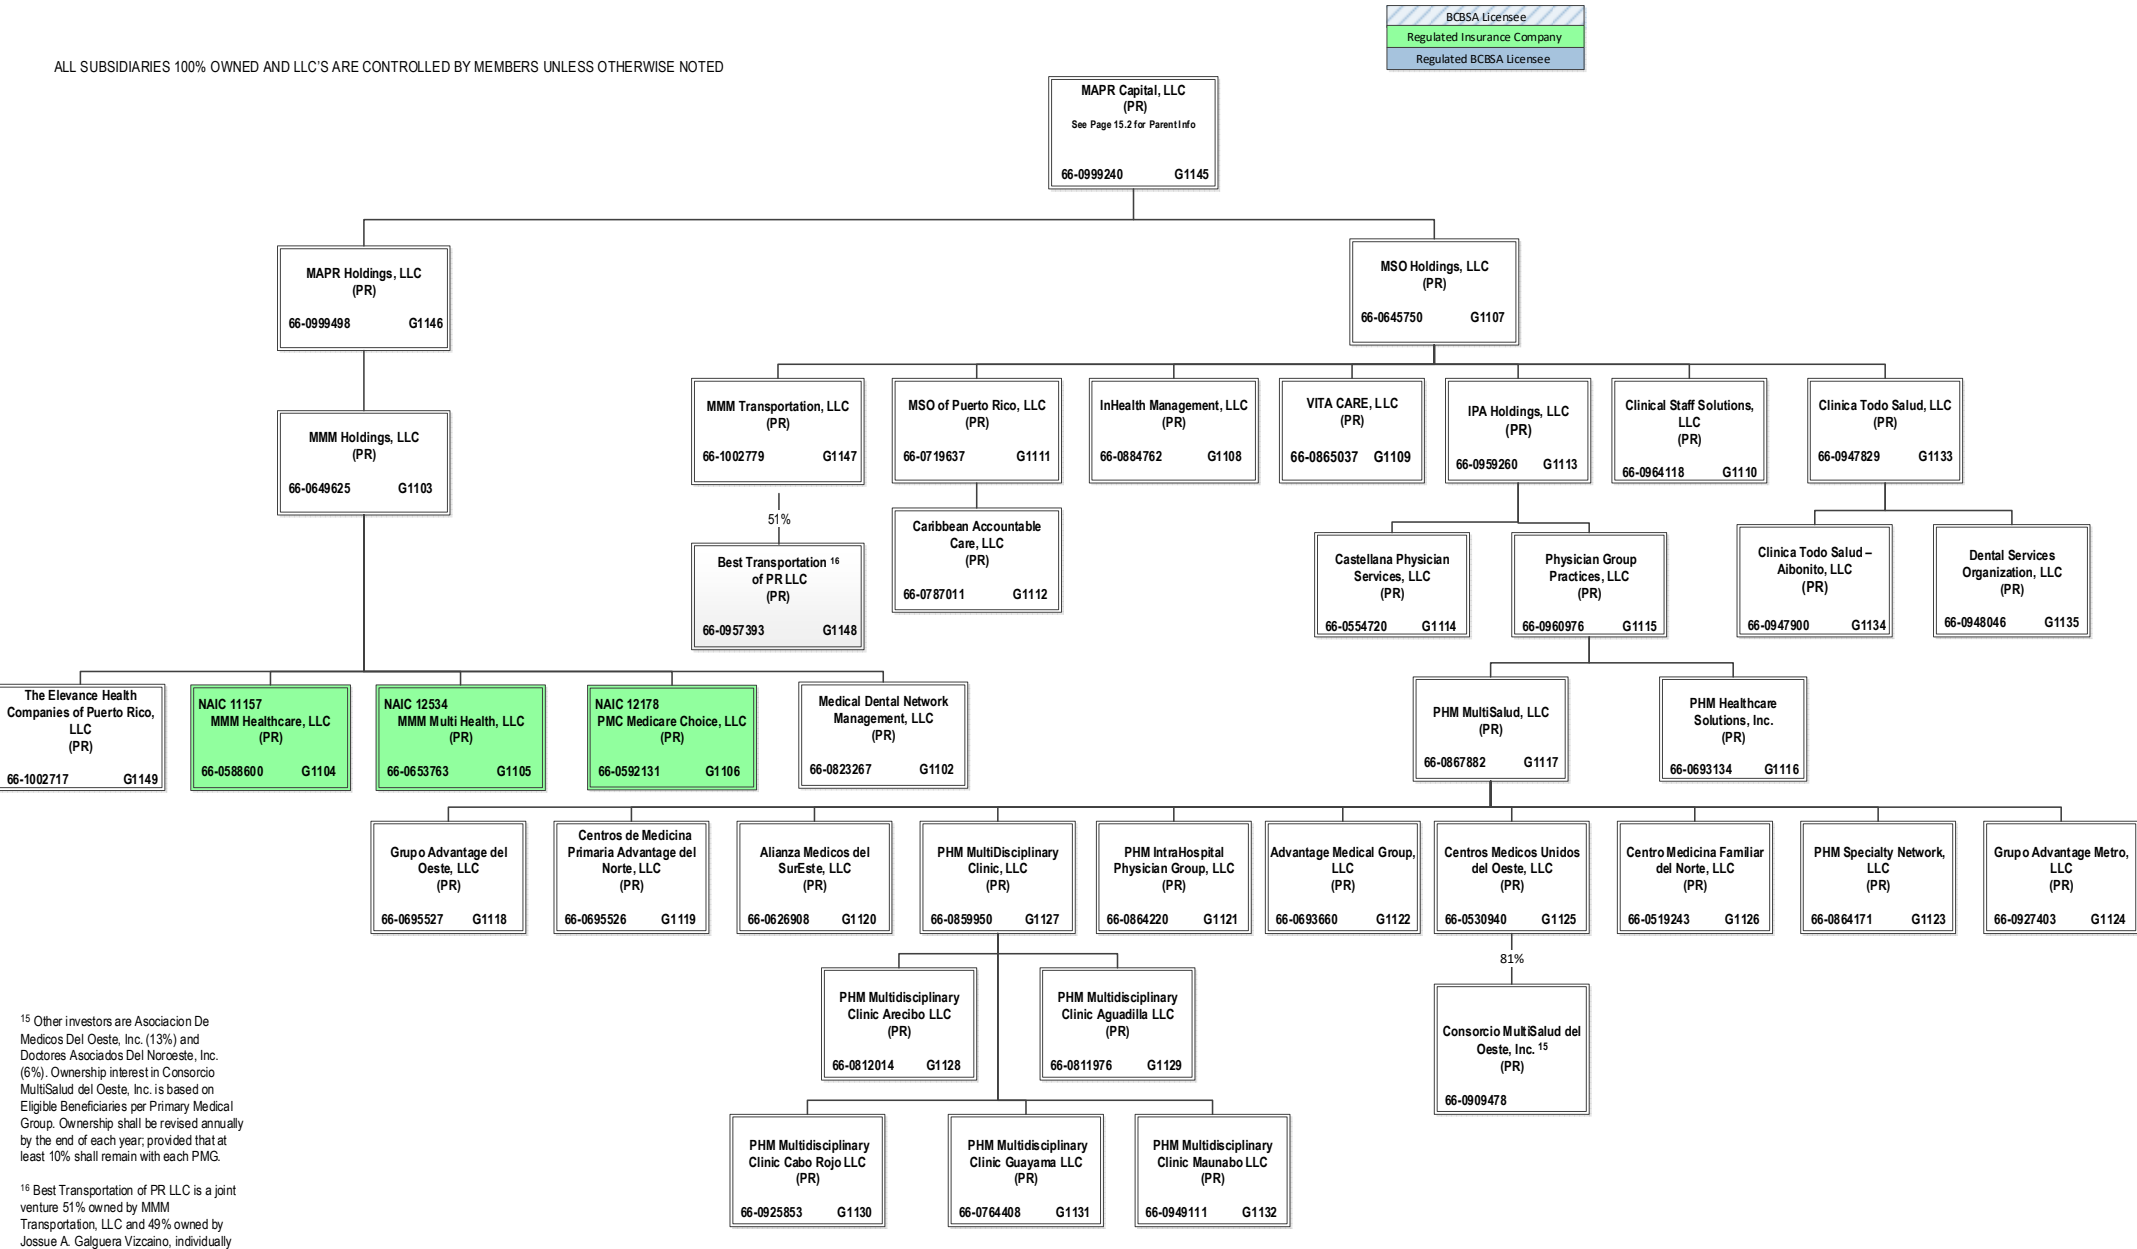 BCBSA Licensee
Regulated Insurance Company
Regulated BCBSA Licensee
ALL SUBSIDIARIES 100% OWNED AND LLC'S ARE CONTROLLED BY MEMBERS UNLESS OTHERWISE NOTED
MAPR Capital, LLC
(PR)
See Page 15.2 for Parent Info
66-0999240 G1145
MAPR Holdings, LLC
(PR)
66-0999498 G1146
MSO Holdings, LLC
(PR)
66-0645750 G1107
MMM Holdings, LLC
(PR)
66-0649625 G1103
MMM Transportation, LLC
(PR)
66-1002779 G1147
MSO of Puerto Rico, LLC
(PR)
66-0719637 G1111
InHealth Management, LLC
(PR)
66-0884762 G1108
VITA CARE, LLC
(PR)
66-0865037 G1109
IPA Holdings, LLC
(PR)
66-0959260 G1113
Clinical Staff Solutions,
LLC
(PR)
66-0964118 G1110
Clinica Todo Salud, LLC
(PR)
66-0947829 G1133
51%
Best Transportation 16
of PR LLC
(PR)
66-0957393 G1148
Caribbean Accountable
Care, LLC
(PR)
66-0787011 G1112
Castellana Physician
Services, LLC
(PR)
66-0554720 G1114
Physician Group
Practices, LLC
(PR)
66-0960976 G1115
Clinica Todo Salud –
Aibonito, LLC
(PR)
66-0947900 G1134
Dental Services
Organization, LLC
(PR)
66-0948046 G1135
The Elevance Health
Companies of Puerto Rico,
LLC
(PR)
66-1002717 G1149
NAIC 11157
MMM Healthcare, LLC
(PR)
66-0588600 G1104
NAIC 12534
MMM Multi Health, LLC
(PR)
66-0653763 G1105
NAIC 12178
PMC Medicare Choice, LLC
(PR)
66-0592131 G1106
Medical Dental Network
Management, LLC
(PR)
66-0823267 G1102
PHM MultiSalud, LLC
(PR)
66-0867882 G1117
PHM Healthcare
Solutions, Inc.
(PR)
66-0693134 G1116
Grupo Advantage del
Oeste, LLC
(PR)
66-0695527 G1118
Centros de Medicina
Primaria Advantage del
Norte, LLC
(PR)
66-0695526 G1119
Alianza Medicos del
SurEste, LLC
(PR)
66-0626908 G1120
PHM MultiDisciplinary
Clinic, LLC
(PR)
66-0859950 G1127
PHM IntraHospital
Physician Group, LLC
(PR)
66-0864220 G1121
Advantage Medical Group,
LLC
(PR)
66-0693660 G1122
Centros Medicos Unidos
del Oeste, LLC
(PR)
66-0530940 G1125
Centro Medicina Familiar
del Norte, LLC
(PR)
66-0519243 G1126
PHM Specialty Network,
LLC
(PR)
66-0864171 G1123
Grupo Advantage Metro,
LLC
(PR)
66-0927403 G1124
PHM Multidisciplinary
Clinic Arecibo LLC
(PR)
66-0812014 G1128
PHM Multidisciplinary
Clinic Aguadilla LLC
(PR)
66-0811976 G1129
81%
Consorcio MultiSalud del
Oeste, Inc. 15
(PR)
66-0909478
PHM Multidisciplinary
Clinic Cabo Rojo LLC
(PR)
66-0925853 G1130
PHM Multidisciplinary
Clinic Guayama LLC
(PR)
66-0764408 G1131
PHM Multidisciplinary
Clinic Maunabo LLC
(PR)
66-0949111 G1132
15 Other investors are Asociacion De
Medicos Del Oeste, Inc. (13%) and
Doctores Asociados Del Noroeste, Inc.
(6%). Ownership interest in Consorcio
MultiSalud del Oeste, Inc. is based on
Eligible Beneficiaries per Primary Medical
Group. Ownership shall be revised annually
by the end of each year; provided that at
least 10% shall remain with each PMG.
16 Best Transportation of PR LLC is a joint
venture 51% owned by MMM
Transportation, LLC and 49% owned by
Jossue A. Galguera Vizcaino, individually